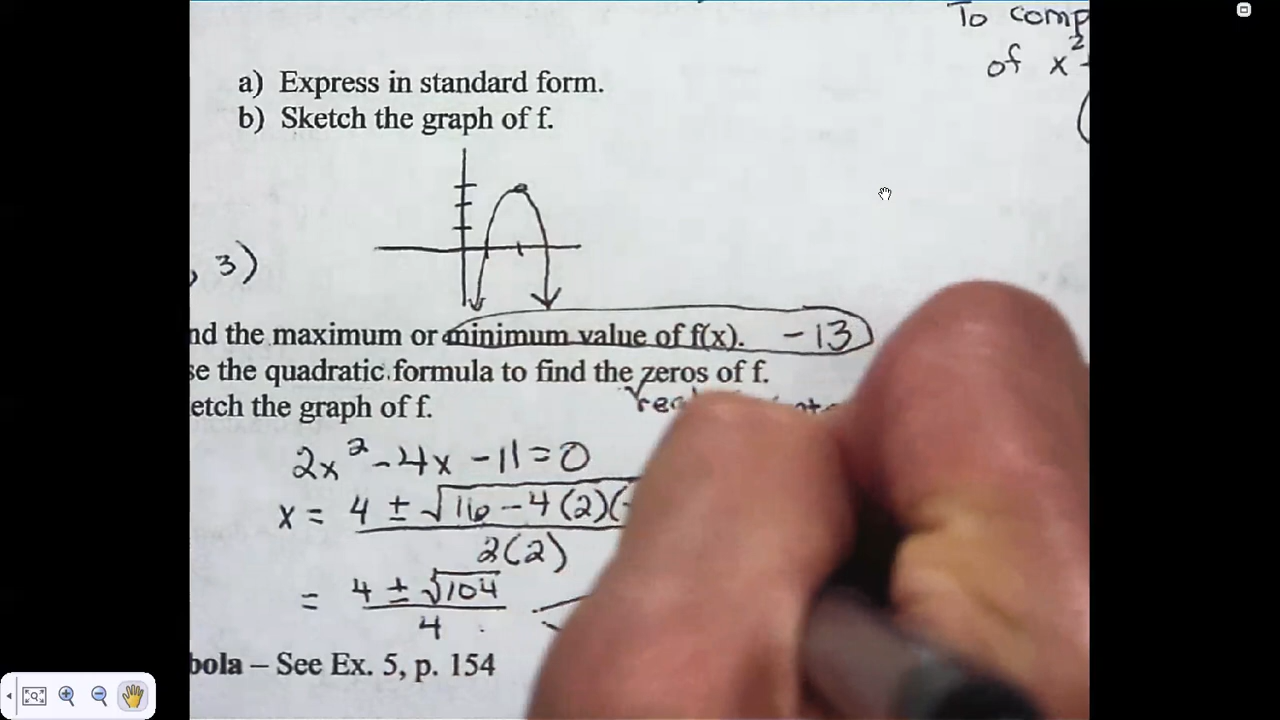 To comp
of x²-
a) Express in standard form.
b) Sketch the graph of f.
, 3)
nd the maximum or minimum value of f(x). -13
se the quadratic formula to find the zeros of f.
etch the graph of f.
2x² - 4x - 11 = 0
x = 4 ± √16 - 4(2)(-
2(2)
= 4 ± √104
4
bola – See Ex. 5, p. 154